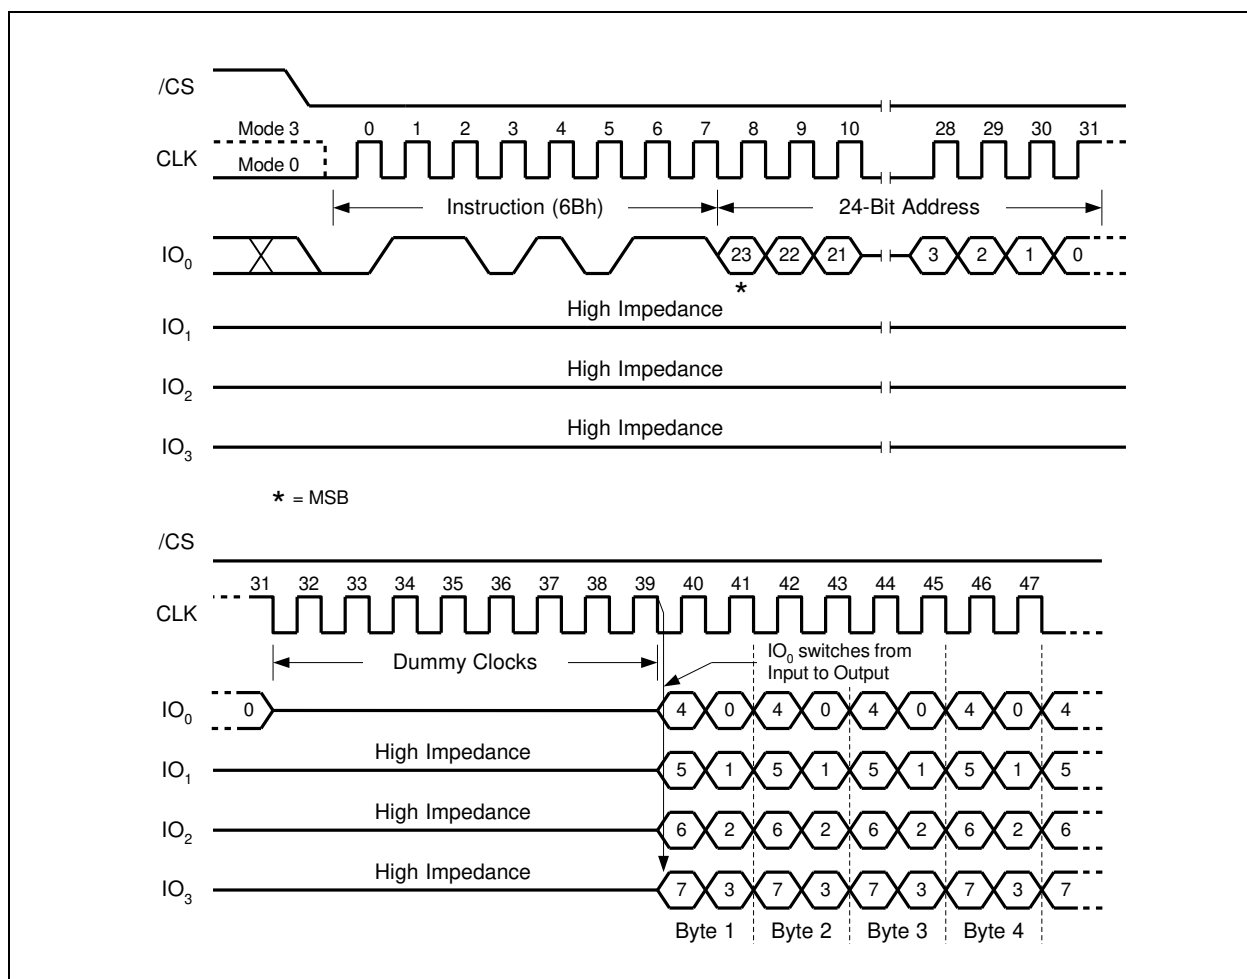 /CS
Mode 3 0 1 2 3 4 5 6 7 8 9 10 28 29 30 31
CLK
Mode 0
Instruction (6Bh) 24-Bit Address
IO0 23 22 21 3 2 1 0
*
High Impedance
IO1
High Impedance
IO2
High Impedance
IO3
* = MSB
/CS
31 32 33 34 35 36 37 38 39 40 41 42 43 44 45 46 47
CLK
Dummy Clocks
IO0 switches from
Input to Output
IO0 0 4 0 4 0 4 0 4 0 4
High Impedance
IO1 5 1 5 1 5 1 5 1 5
High Impedance
IO2 6 2 6 2 6 2 6 2 6
High Impedance
IO3 7 3 7 3 7 3 7 3 7
Byte 1 Byte 2 Byte 3 Byte 4